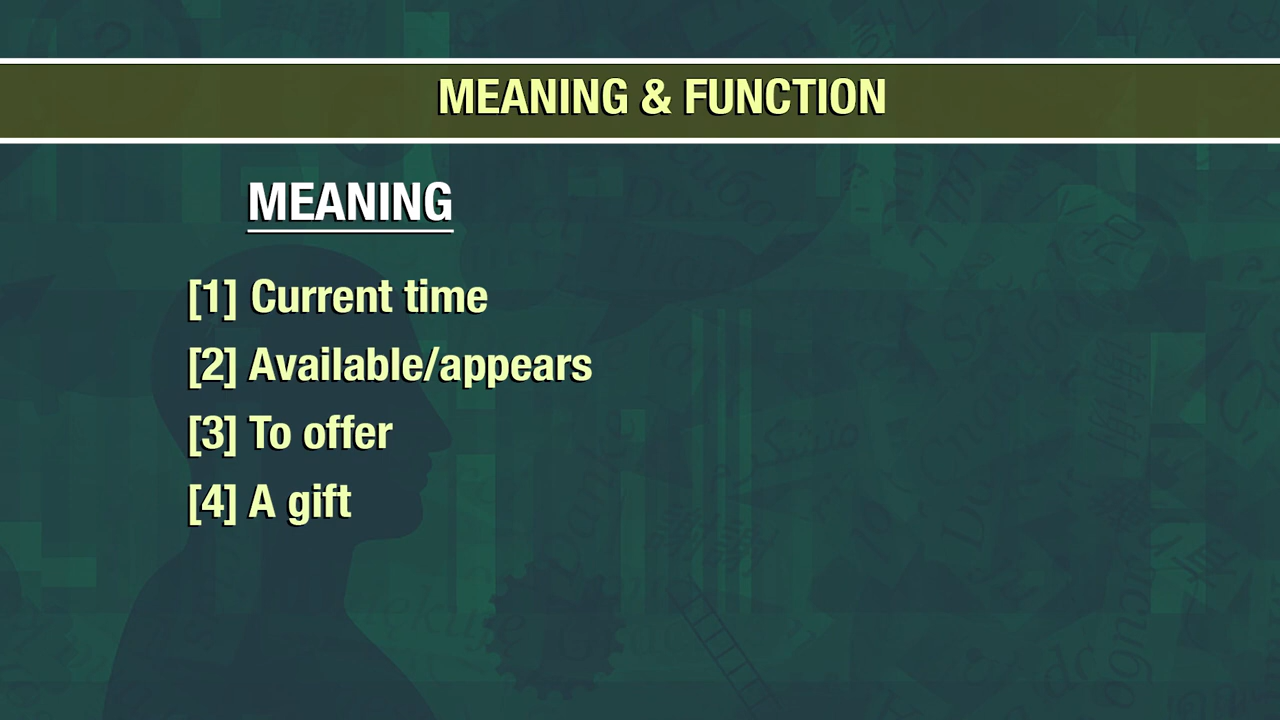 MEANING & FUNCTION
MEANING
[1] Current time
[2] Available/appears
[3] To offer
[4] A gift